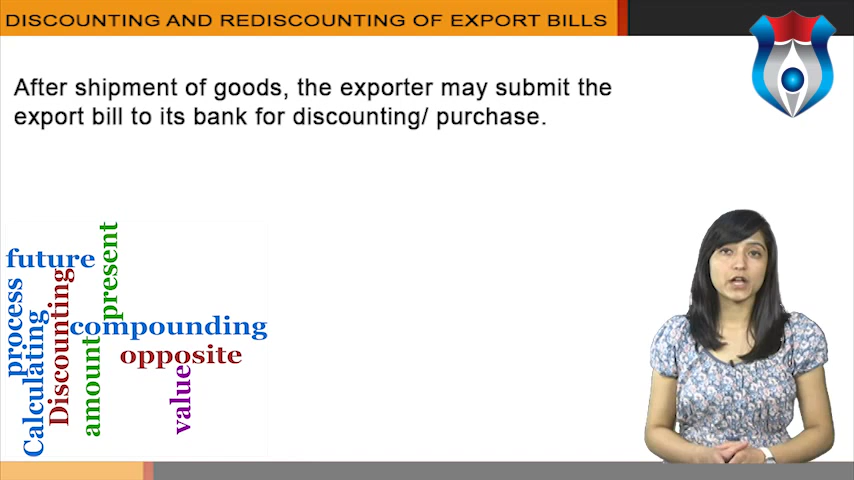 DISCOUNTING AND REDISCOUNTING OF EXPORT BILLS
After shipment of goods, the exporter may submit the
export bill to its bank for discounting/ purchase.
future
present
process
Calculating
Discounting
compounding
opposite
amount
value